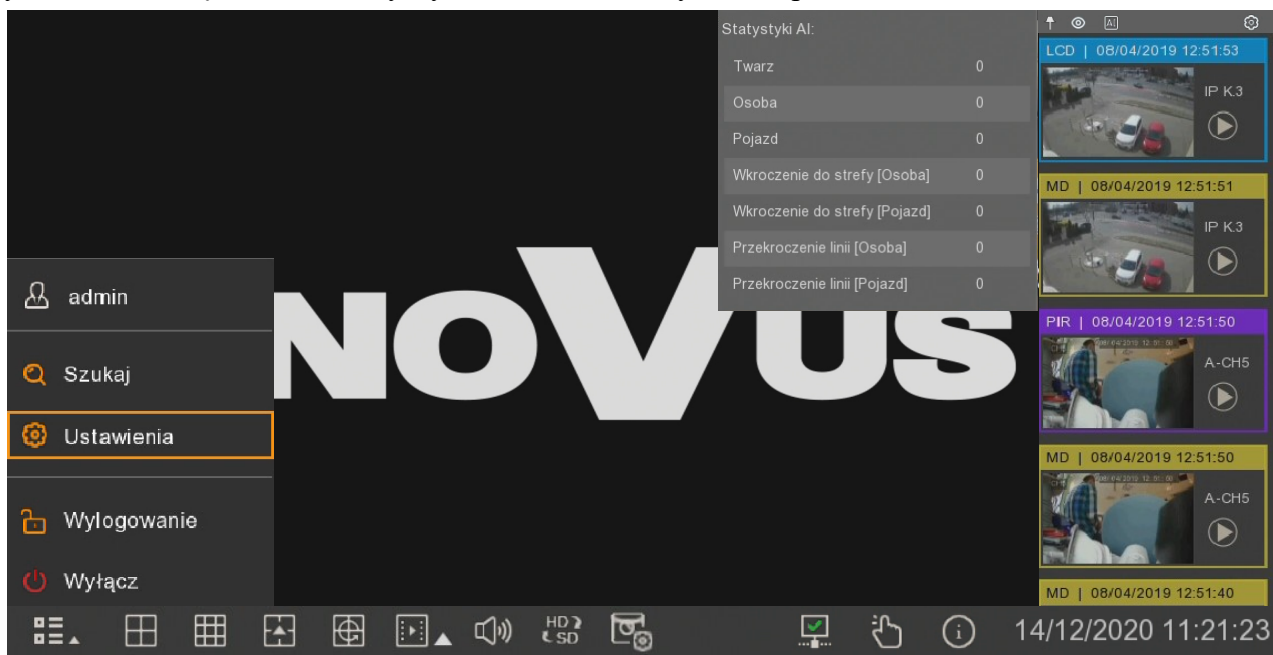 Statystyki AI:
Twarz 0
Osoba 0
Pojazd 0
Wkroczenie do strefy [Osoba] 0
Wkroczenie do strefy [Pojazd] 0
Przekroczenie linii [Osoba] 0
Przekroczenie linii [Pojazd] 0
AI
LCD | 08/04/2019 12:51:53
IP K.3
MD | 08/04/2019 12:51:51
IP K.3
PIR | 08/04/2019 12:51:50
A.-CH5
MD | 08/04/2019 12:51:50
A.-CH5
MD | 08/04/2019 12:51:40
NOVUS
admin
Szukaj
Ustawienia
Wylogowanie
Wyłącz
HD
SD
14/12/2020 11:21:23